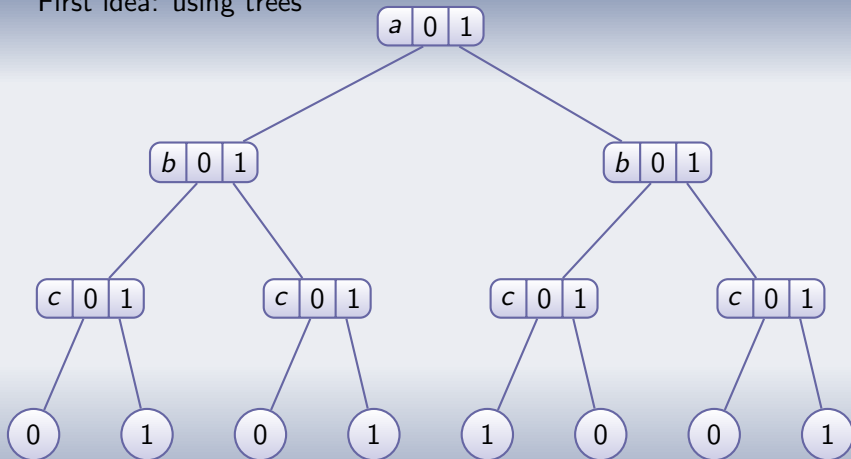 First idea: using trees
a 0 1
b 0 1 b 0 1
c 0 1 c 0 1 c 0 1 c 0 1
0 1 0 1 1 0 0 1